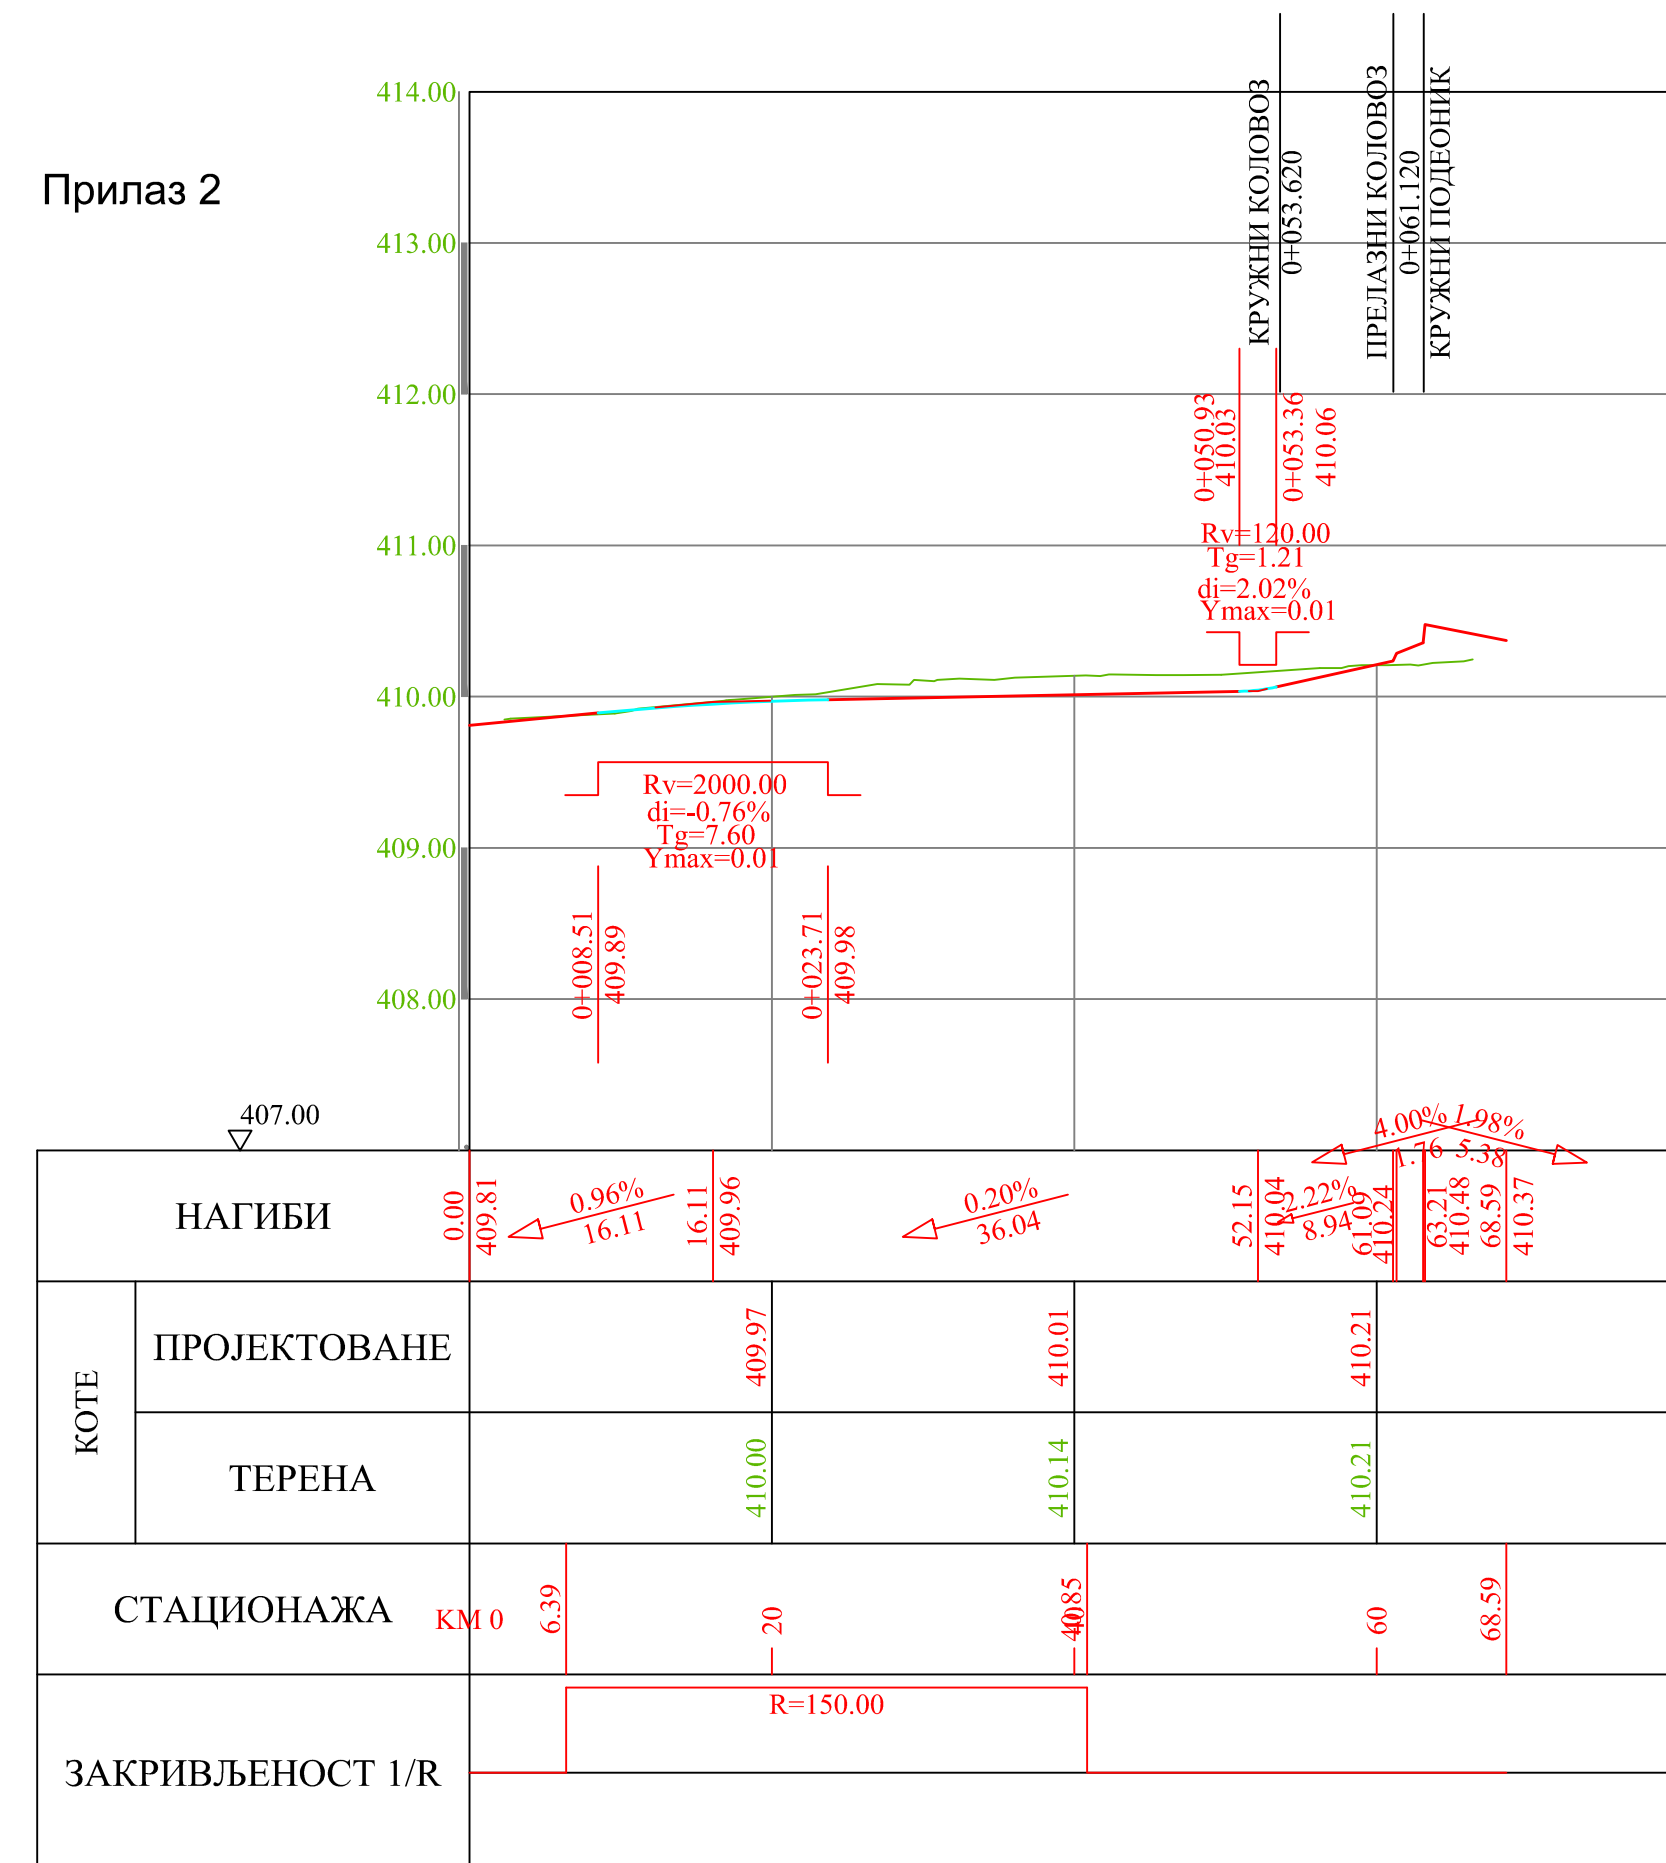 Прилаз 2
414.00
413.00
412.00
411.00
410.00
409.00
408.00
407.00
КРУЖНИ КОЛОВОЗ
0+053.620
ПРЕЛАЗНИ КОЛОВОЗ
0+061.120
КРУЖНИ ПОДЕОНИК
0+050.93
410.03
0+053.36
410.06
Rv=120.00
Tg=1.21
di=2.02%
Ymax=0.01
Rv=2000.00
di=-0.76%
Tg=7.60
Ymax=0.01
0+008.51
409.89
0+023.71
409.98
НАГИБИ
0.00
409.81
0.96%
16.11
16.11
409.96
0.20%
36.04
52.15
410.04
2.22%
8.94
61.09
410.24
4.00%
1.76
1.98%
5.38
63.21
410.48
68.59
410.37
КОТЕ
ПРОЈЕКТОВАНЕ
409.97
410.01
410.21
ТЕРЕНА
410.00
410.14
410.21
СТАЦИОНАЖА
КМ 0
6.39
20
40
40.85
60
68.59
ЗАКРИВЉЕНОСТ 1/R
R=150.00